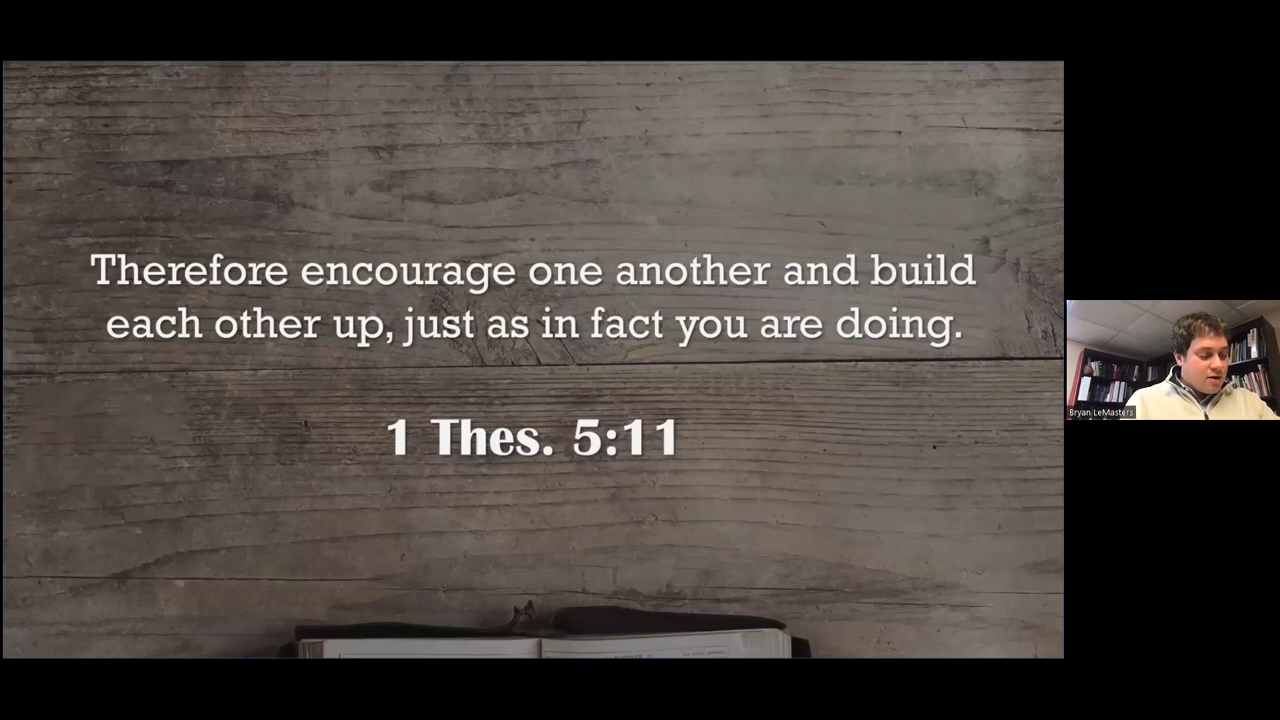 Therefore encourage one another and build
each other up, just as in fact you are doing.
1 Thes. 5:11
Bryan LeMasters